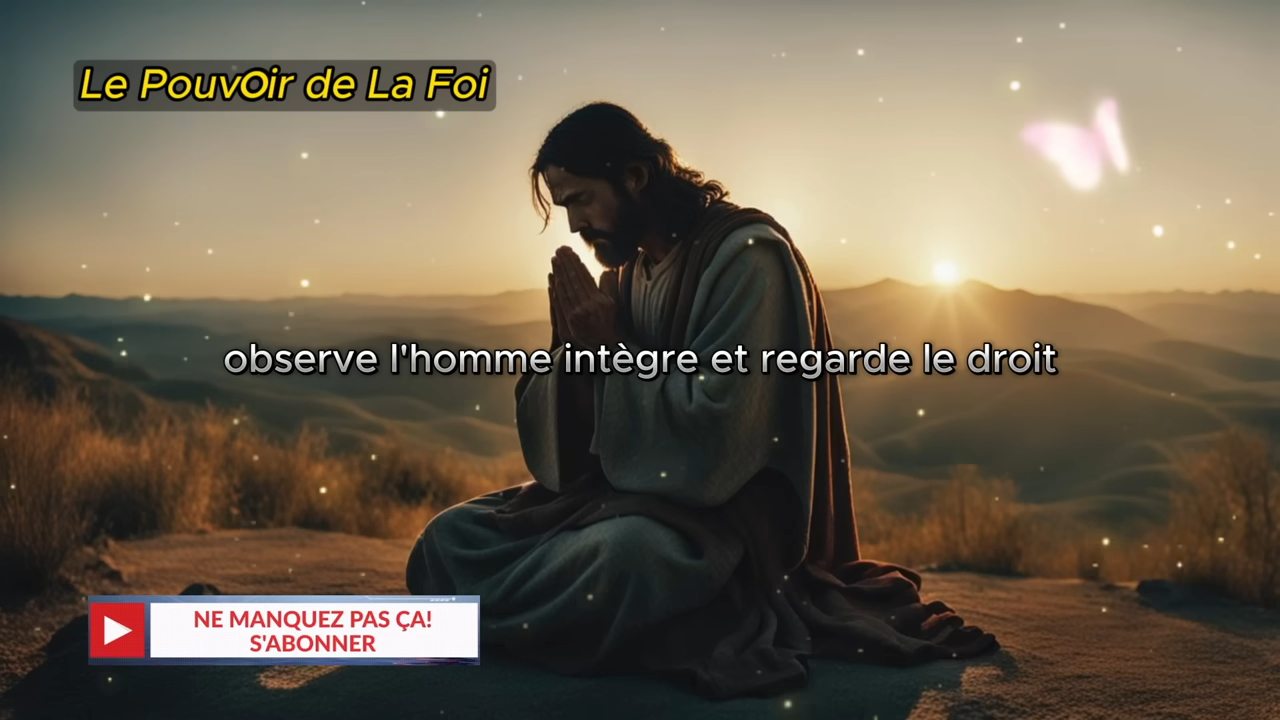 Le Pouvoir de La Foi
observe l'homme intègre et regarde le droit
NE MANQUEZ PAS ÇA!
S'ABONNER